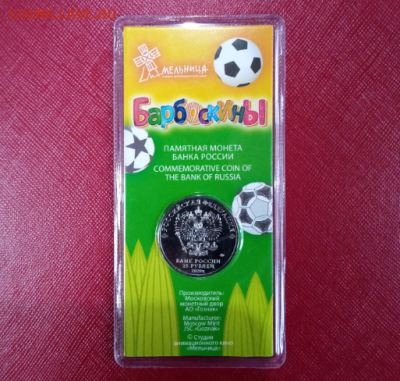 МЕЛЬНИЦА
Барбоскины
ПАМЯТНАЯ МОНЕТА
БАНКА РОССИИ
COMMEMORATIVE COIN OF
THE BANK OF RUSSIA
РОССИЙСКАЯ ФЕДЕРАЦИЯ
БАНК РОССИИ
25 РУБЛЕЙ
2020 г.
Производитель:
Московский
монетный двор
АО «Гознак»
Manufacturer:
Moscow Mint
JSC «Goznak»
© Студия
анимационного кино
«Мельница»